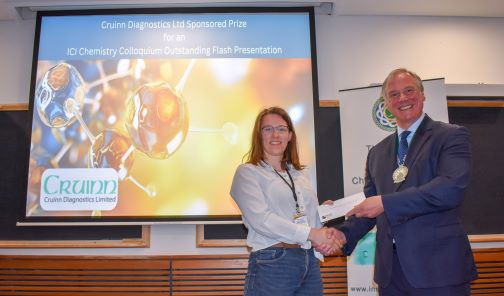 Cruinn Diagnostics Ltd Sponsored Prize
for an
ICI Chemistry Colloquium Outstanding Flash Presentation
CRUINN
Cruinn Diagnostics Limited